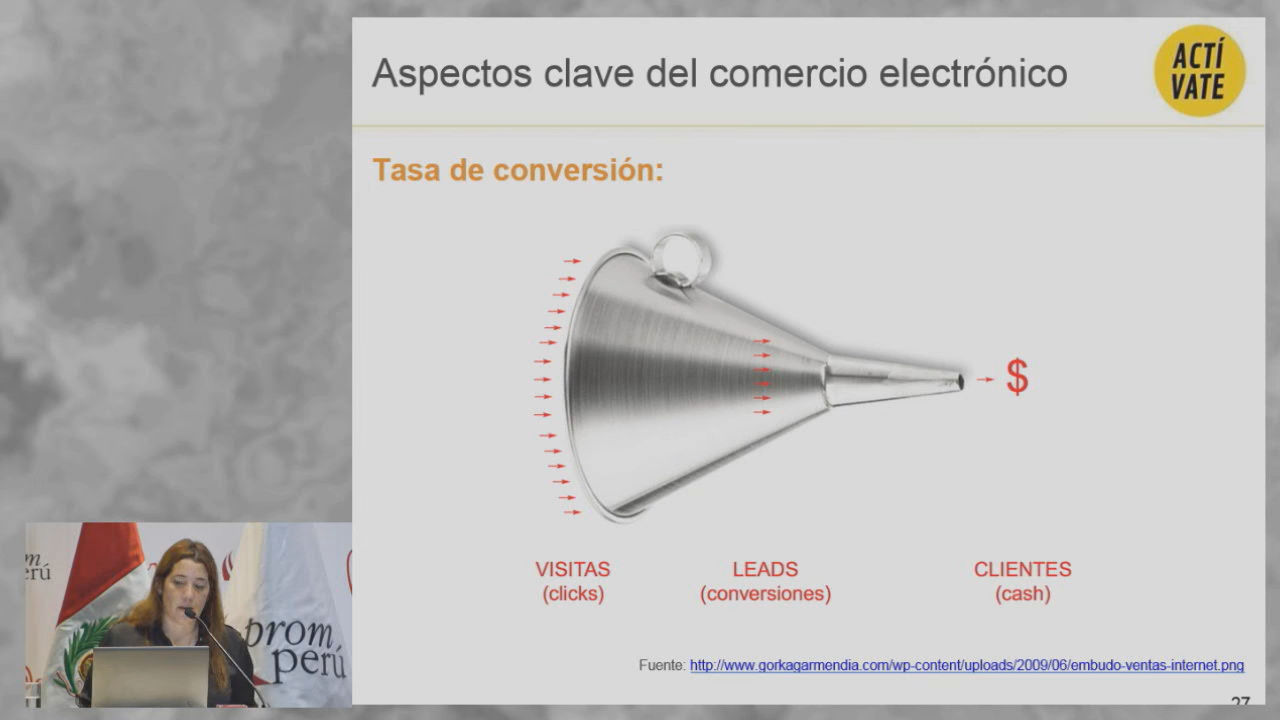 Aspectos clave del comercio electrónico
ACTÍ
VATE
Tasa de conversión:
$
VISITAS
(clicks)
LEADS
(conversiones)
CLIENTES
(cash)
Fuente: http://www.gorkagarmendia.com/wp-content/uploads/2009/06/embudo-ventas-internet.png
27
prom
perú